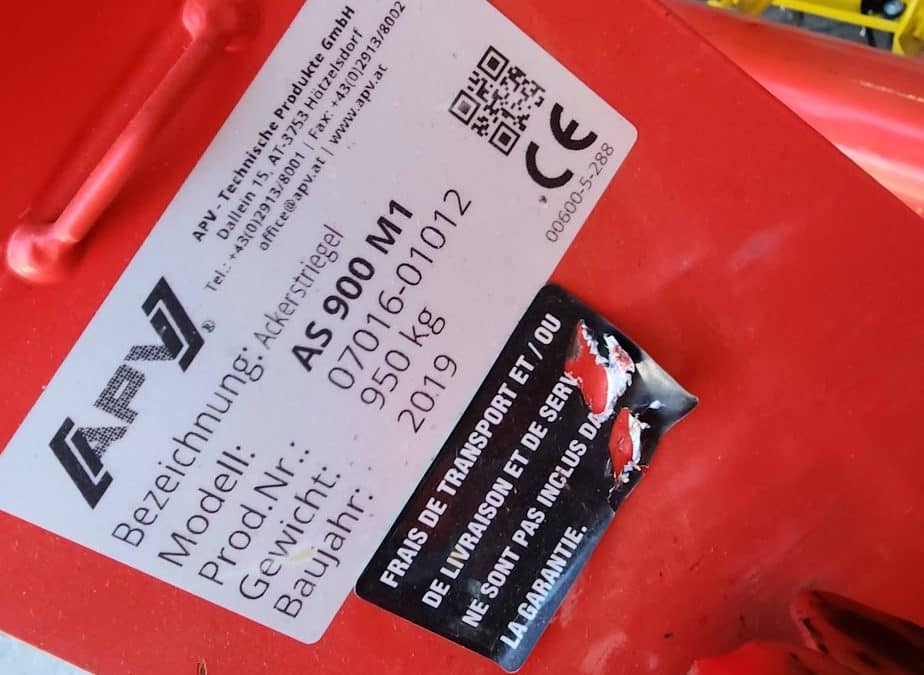 APV - Technische Produkte GmbH
Dallein 15, AT-3753 Hötzelsdorf
Tel.: +43(0)2913/8001 | Fax: +43(0)2913/8002
office@apv.at | www.apv.at
[APV]®
CE
00600-5-288
Bezeichnung: Ackerstriegel
Modell: AS 900 M1
Prod.Nr.: 07016-01012
Gewicht: 950 kg
Baujahr: 2019
FRAIS DE TRANSPORT ET / OU
DE LIVRAISON ET DE
NE SONT PAS INCLUS
LA GARANTIE.